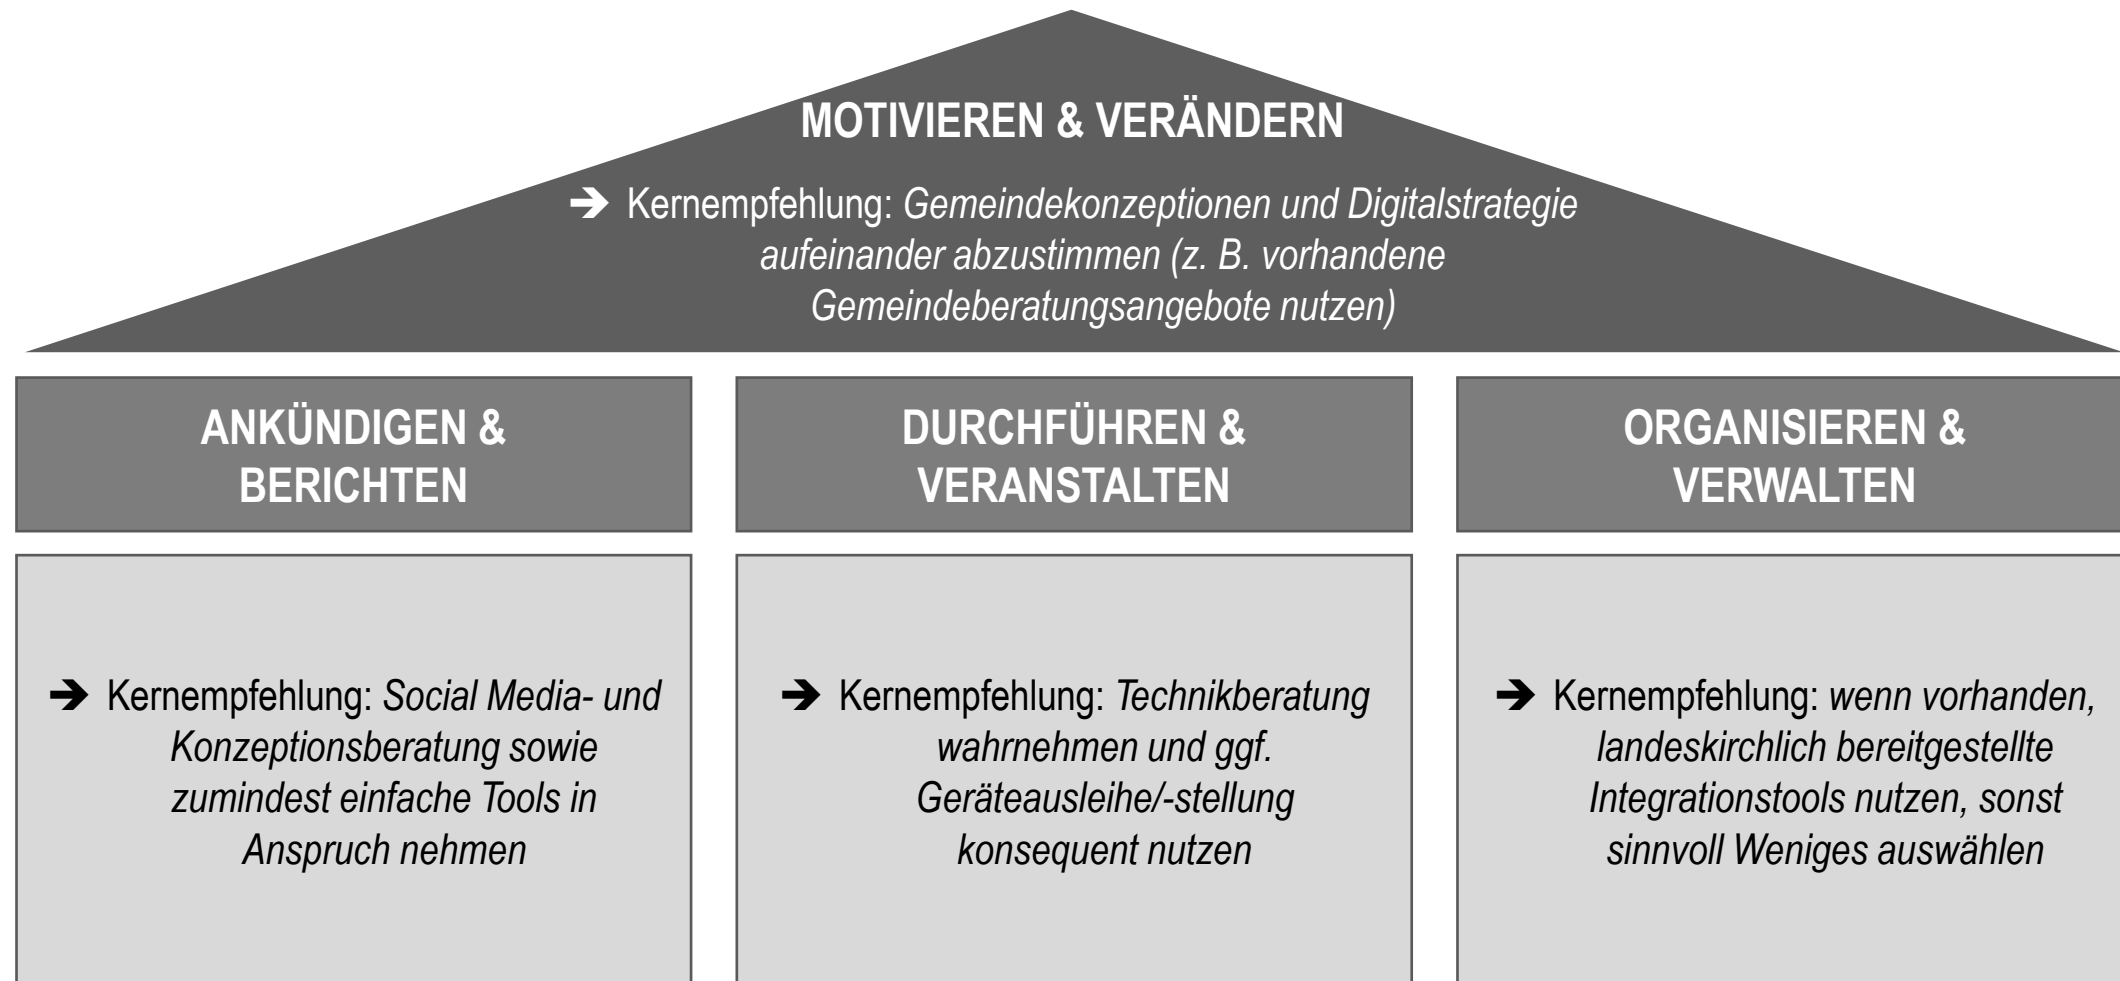 MOTIVIEREN & VERÄNDERN
➔ Kernempfehlung: Gemeindekonzeptionen und Digitalstrategie
aufeinander abzustimmen (z. B. vorhandene
Gemeindeberatungsangebote nutzen)
ANKÜNDIGEN &
BERICHTEN
➔ Kernempfehlung: Social Media- und
Konzeptionsberatung sowie
zumindest einfache Tools in
Anspruch nehmen
DURCHFÜHREN &
VERANSTALTEN
➔ Kernempfehlung: Technikberatung
wahrnehmen und ggf.
Geräteausleihe/-stellung
konsequent nutzen
ORGANISIEREN &
VERWALTEN
➔ Kernempfehlung: wenn vorhanden,
landeskirchlich bereitgestellte
Integrationstools nutzen, sonst
sinnvoll Weniges auswählen